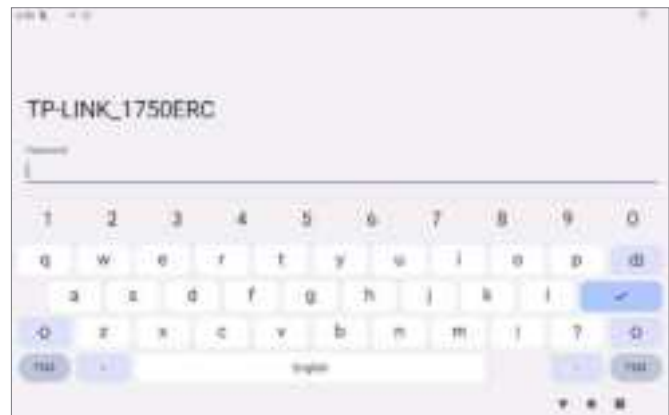 TP-LINK_1750ERC
Password
1 2 3 4 5 6 7 8 9 0
q w e r t y u i o p
a s d f g h j k l
z x c v b n m ! ?
English